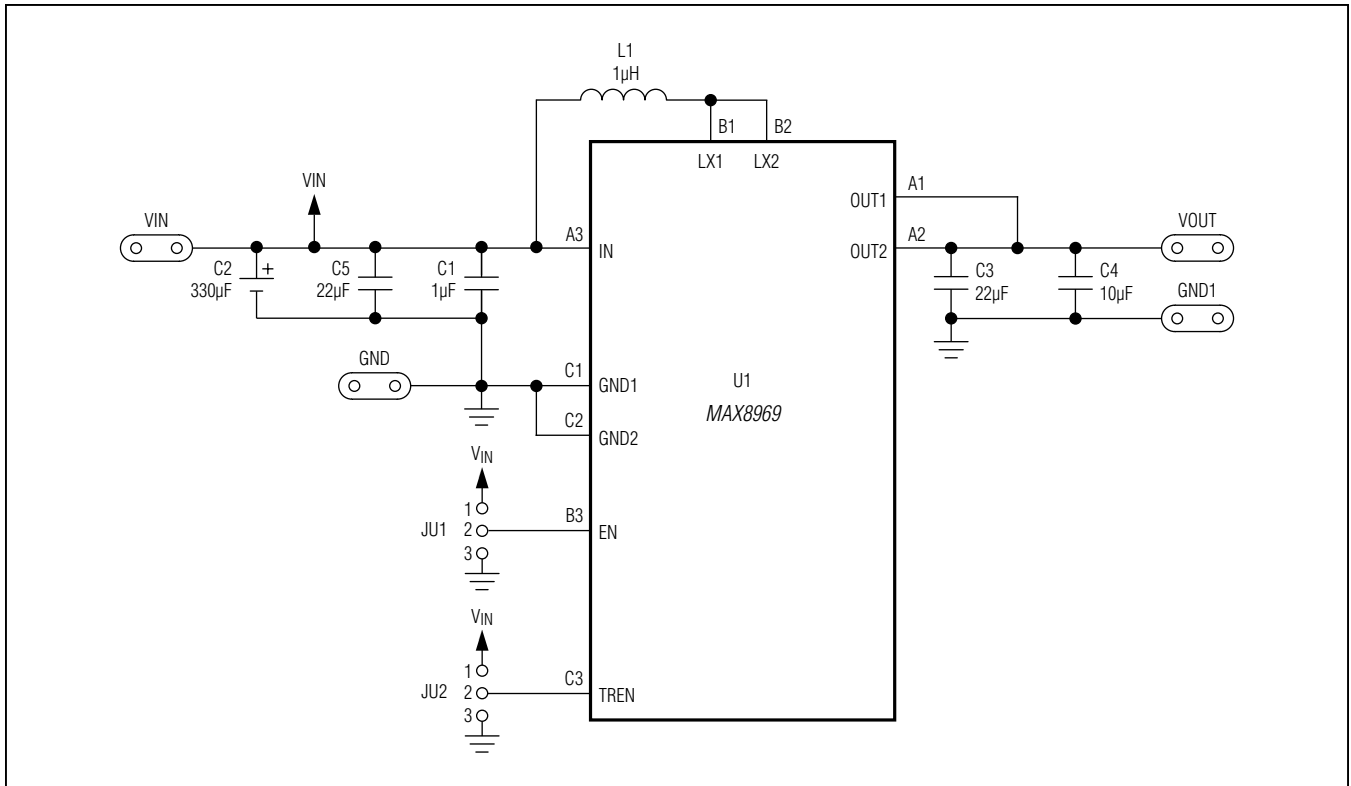 L1
1µH
B1 B2
LX1 LX2
VIN
VIN
A1
OUT1
VOUT
A3
IN
A2
OUT2
C2
330µF
+
C5
22µF
C1
1µF
C3
22µF
C4
10µF
GND1
GND
C1
GND1
C2
GND2
U1
MAX8969
VIN
JU1
1
2
3
B3
EN
VIN
JU2
1
2
3
C3
TREN